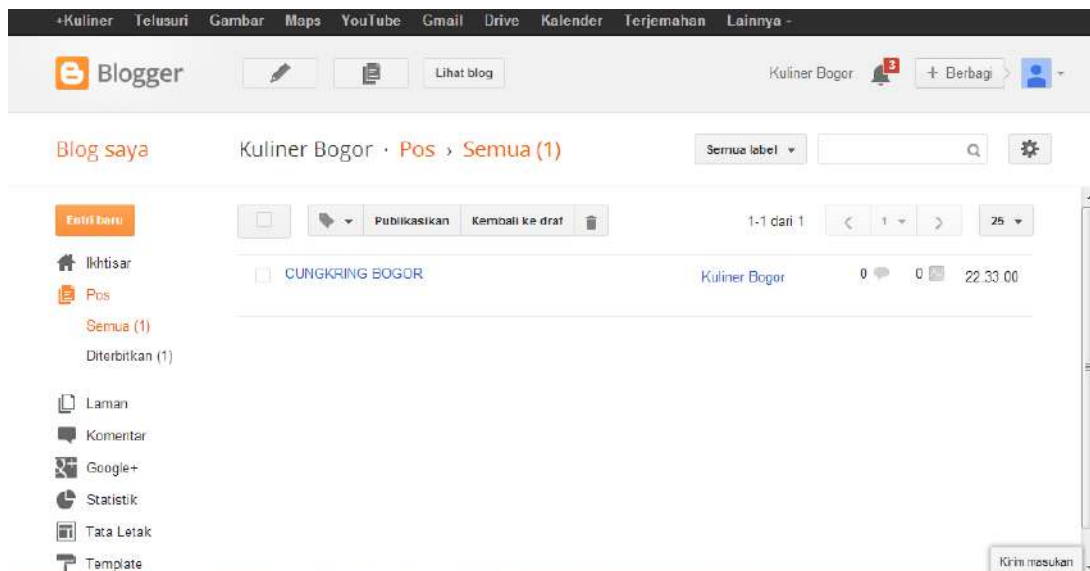 +Kuliner Telusuri Gambar Maps YouTube Gmail Drive Kalender Terjemahan Lainnya
Blogger Lihat blog Kuliner Bogor 3 + Berbagi
Blog saya Kuliner Bogor · Pos › Semua (1) Semua label
Entri baru Publikasikan Kembali ke draf 1-1 dari 1 1 25
Ikhtisar CUNGKRING BOGOR Kuliner Bogor 0 0 22.33.00
Pos
Semua (1)
Diterbitkan (1)
Laman
Komentar
Google+
Statistik
Tata Letak
Template Kirim masukan